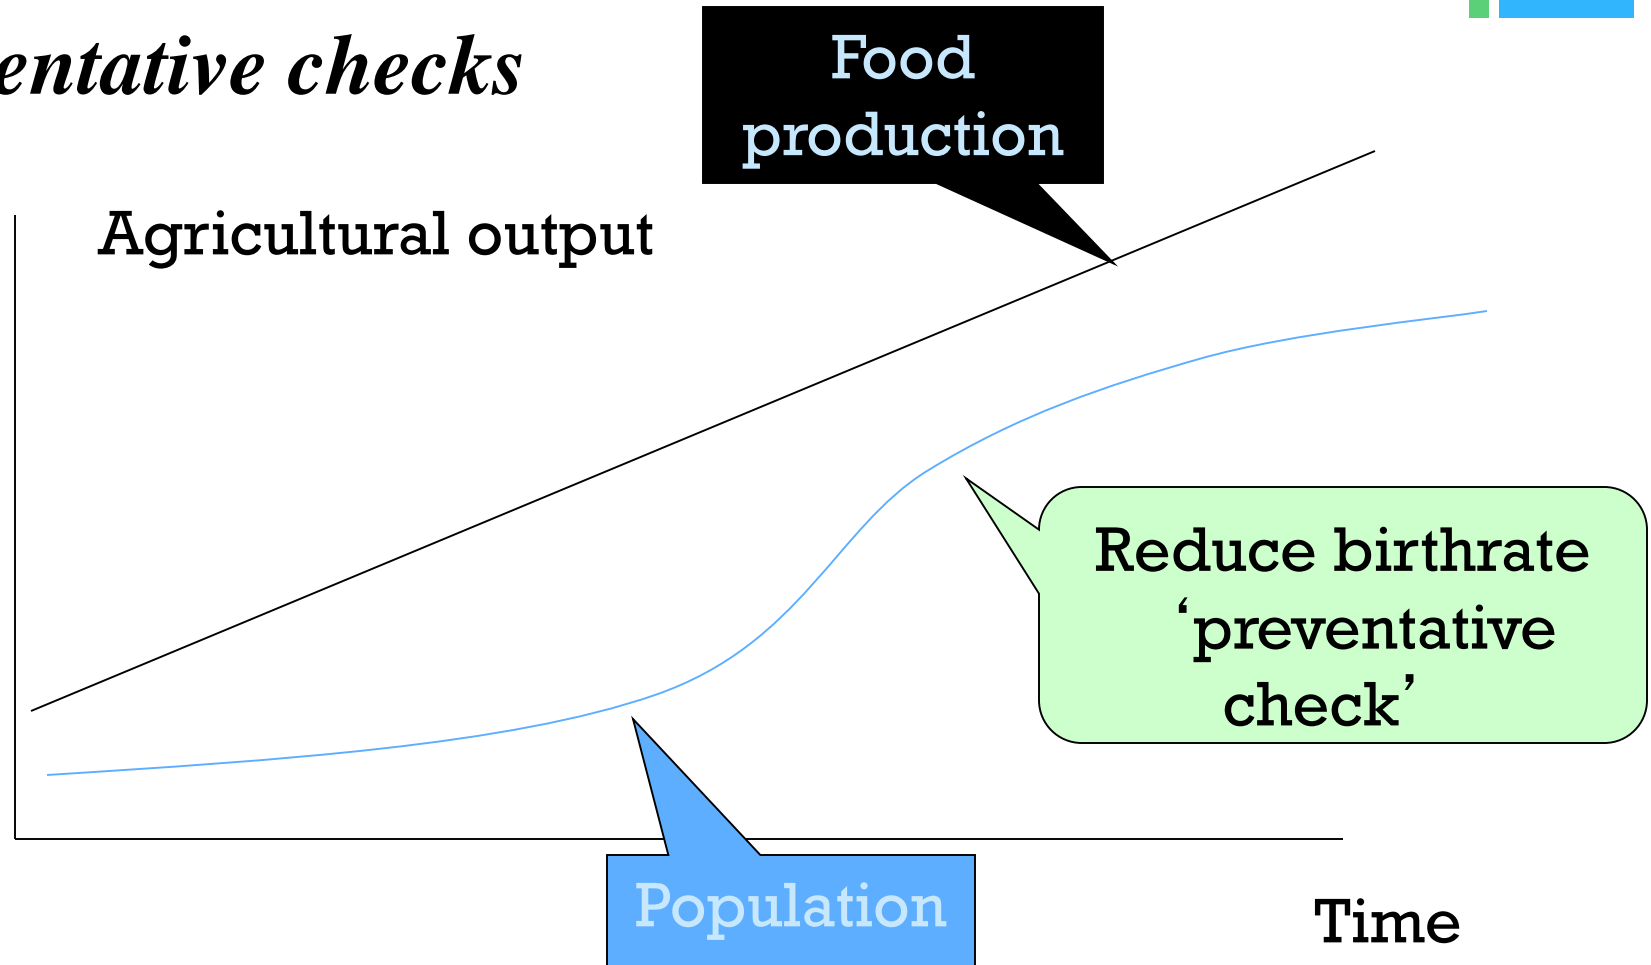 entative checks
Food
production
Agricultural output
Reduce birthrate
‘preventative
check’
Population
Time